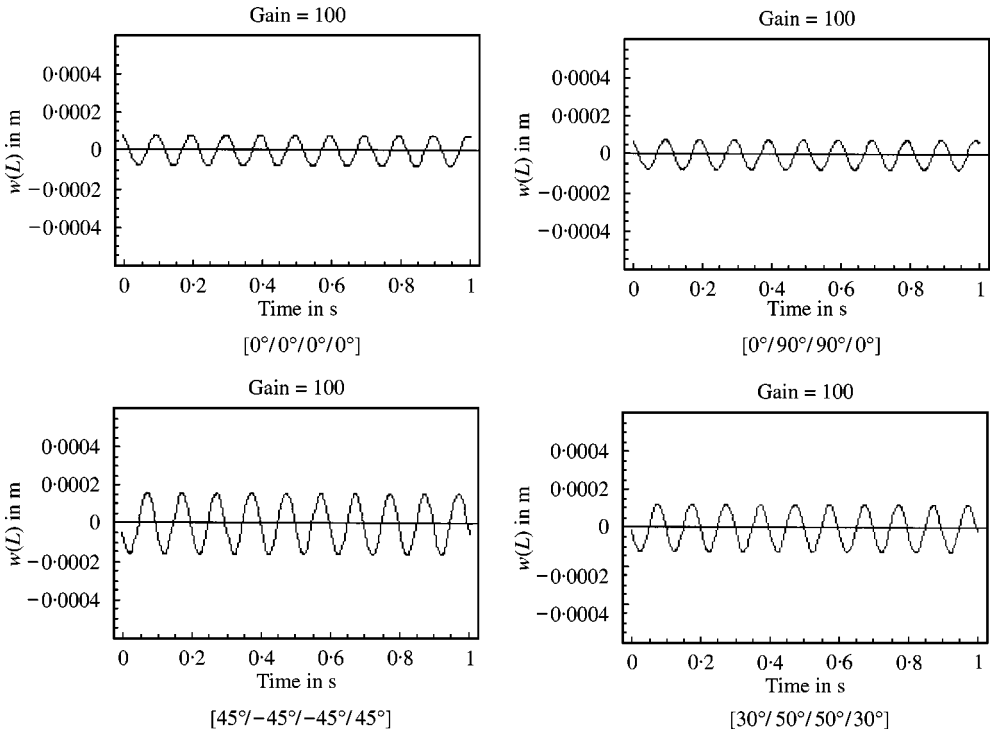 Gain = 100
0·0004
0·0002
0
−0·0002
−0·0004
w(L) in m
0 0·2 0·4 0·6 0·8 1
Time in s
[0°/0°/0°/0°]
Gain = 100
0·0004
0·0002
0
−0·0002
−0·0004
w(L) in m
0 0·2 0·4 0·6 0·8 1
Time in s
[0°/90°/90°/0°]
Gain = 100
0·0004
0·0002
0
−0·0002
−0·0004
w(L) in m
0 0·2 0·4 0·6 0·8 1
Time in s
[45°/−45°/−45°/45°]
Gain = 100
0·0004
0·0002
0
−0·0002
−0·0004
w(L) in m
0 0·2 0·4 0·6 0·8 1
Time in s
[30°/50°/50°/30°]